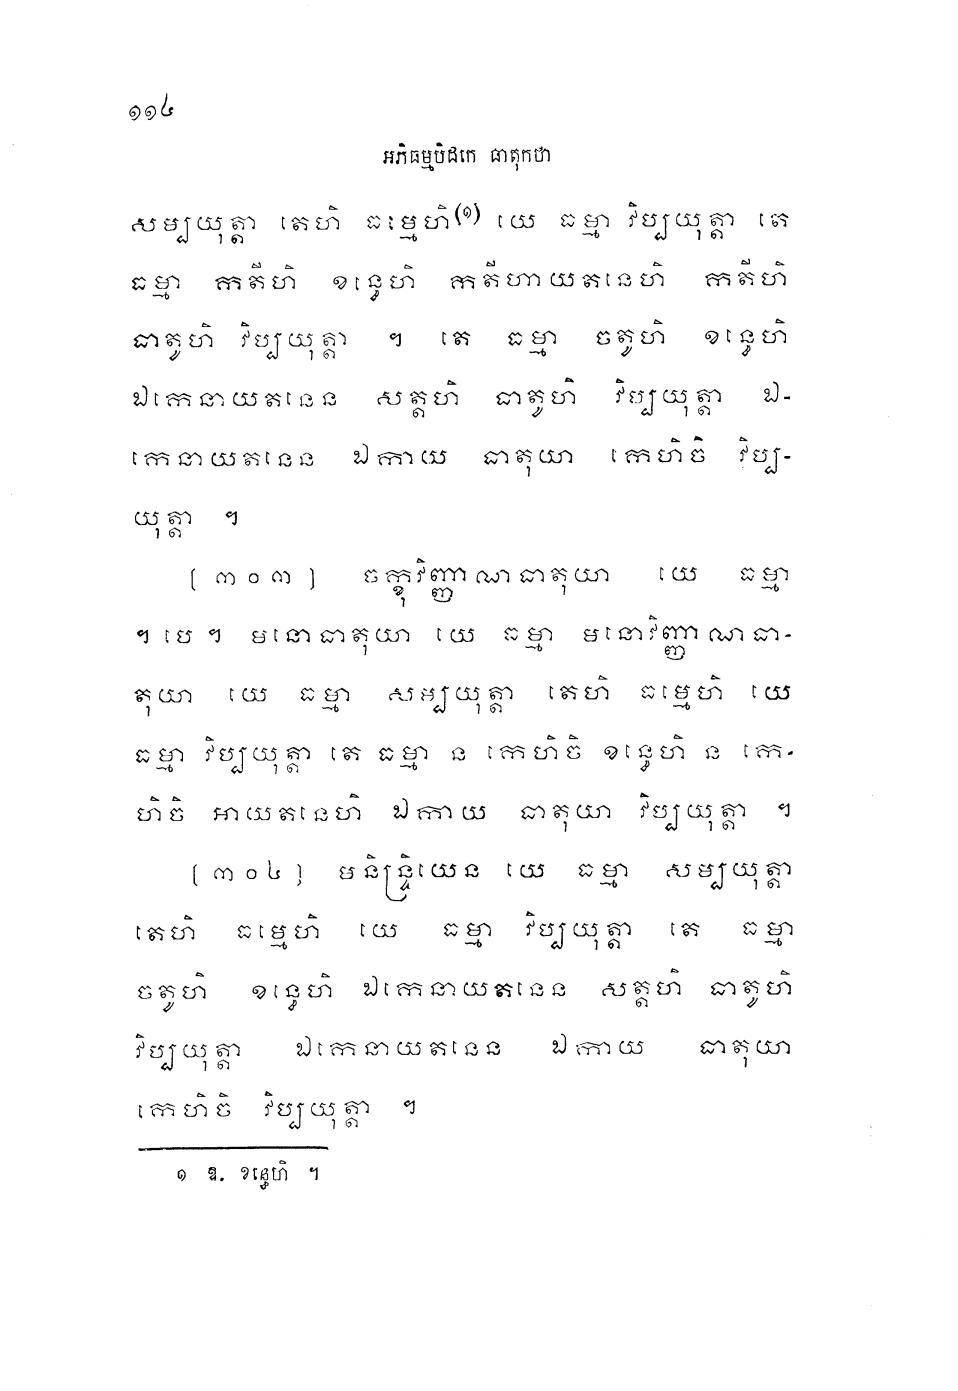 ១១៤
អភិធម្មបិដកេ ធាតុកថា
សម្បយុត្តា តេហិ ធម្មេហិ(១) យេ ធម្មា វិប្បយុត្តា តេ
ធម្មា កតីហិ ខន្ធេហិ កតីហាយតនេហិ កតីហិ
ធាតូហិ វិប្បយុត្តា ។ តេ ធម្មា ចតូហិ ខន្ធេហិ
ឯកេនាយតនេន សត្តហិ ធាតូហិ វិប្បយុត្តា ឯ-
កេនាយតនេន ឯកាយ ធាតុយា កេហិចិ វិប្ប-
យុត្តា ។
[៣០៣] ចក្ខុវិញ្ញាណធាតុយា យេ ធម្មា
។បេ។ មនោធាតុយា យេ ធម្មា មនោវិញ្ញាណធា-
តុយា យេ ធម្មា សម្បយុត្តា តេហិ ធម្មេហិ យេ
ធម្មា វិប្បយុត្តា តេ ធម្មា ន កេហិចិ ខន្ធេហិ ន កេ-
ហិចិ អាយតនេហិ ឯកាយ ធាតុយា វិប្បយុត្តា ។
[៣០៤] មនិន្ទ្រិយេន យេ ធម្មា សម្បយុត្តា
តេហិ ធម្មេហិ យេ ធម្មា វិប្បយុត្តា តេ ធម្មា
ចតូហិ ខន្ធេហិ ឯកេនាយតនេន សត្តហិ ធាតូហិ
វិប្បយុត្តា ឯកេនាយតនេន ឯកាយ ធាតុយា
កេហិចិ វិប្បយុត្តា ។
១ ឱ. ខន្ធេហិ ។